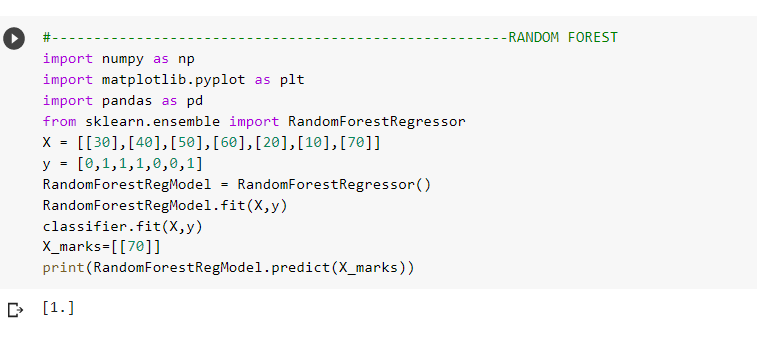 #------------------------------------------------------RANDOM FOREST
import numpy as np
import matplotlib.pyplot as plt
import pandas as pd
from sklearn.ensemble import RandomForestRegressor
X = [[30],[40],[50],[60],[20],[10],[70]]
y = [0,1,1,1,0,0,1]
RandomForestRegModel = RandomForestRegressor()
RandomForestRegModel.fit(X,y)
classifier.fit(X,y)
X_marks=[[70]]
print(RandomForestRegModel.predict(X_marks))
[1.]